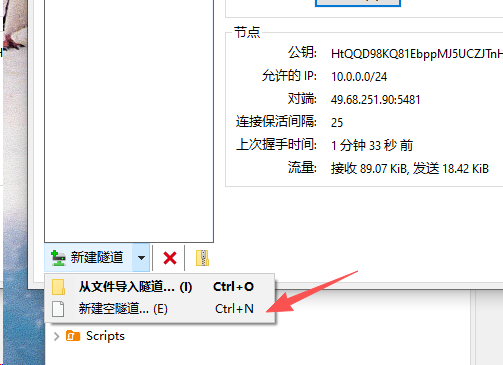 节点
公钥: HtQQD98KQ81EbppMJ5UCZJTnH
允许的 IP: 10.0.0.0/24
对端: 49.68.251.90:5481
连接保活间隔: 25
上次握手时间: 1 分钟 33 秒 前
流量: 接收 89.07 KiB, 发送 18.42 KiB
新建隧道
从文件导入隧道... (I) Ctrl+O
新建空隧道... (E) Ctrl+N
Scripts